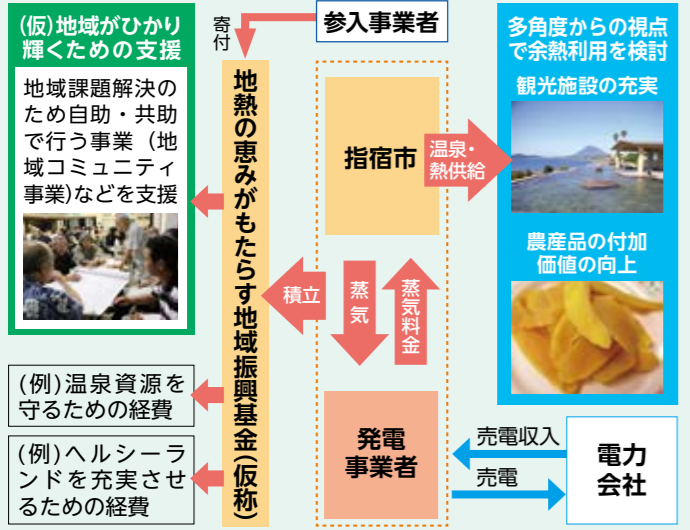 (仮)地域がひかり
輝くための支援
地域課題解決の
ため自助・共助
で行う事業（地
域コミュニティ
事業)などを支援
(例)温泉資源を
守るための経費
(例)ヘルシーラ
ンドを充実させ
るための経費
寄付
地熱の恵みがもたらす地域振興基金(仮称)
参入事業者
指宿市
温泉・
熱供給
積立
蒸気
蒸気料金
発電
事業者
多角度からの視点
で余熱利用を検討
観光施設の充実
農産品の付加
価値の向上
売電収入
売電
電力
会社